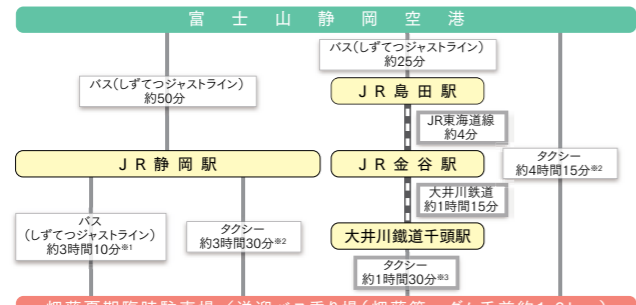 富士山静岡空港
バス(しずてつジャストライン)
約25分
バス(しずてつジャストライン)
約50分
JR島田駅
JR東海道線
約4分
JR静岡駅
JR金谷駅
タクシー
約4時間15分※2
大井川鉄道
約1時間15分
バス
(しずてつジャストライン)
約3時間10分※1
タクシー
約3時間30分※2
大井川鐵道千頭駅
タクシー
約1時間30分※3